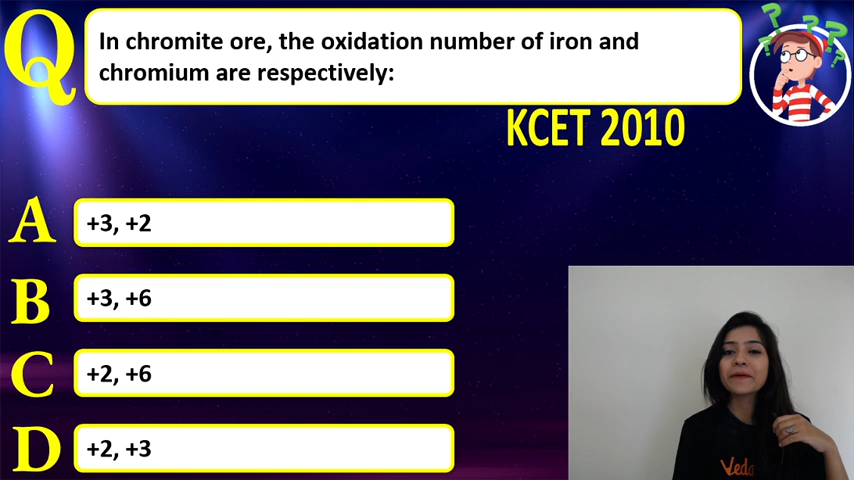 Q
In chromite ore, the oxidation number of iron and
chromium are respectively:
KCET 2010
A
+3, +2
B
+3, +6
C
+2, +6
D
+2, +3